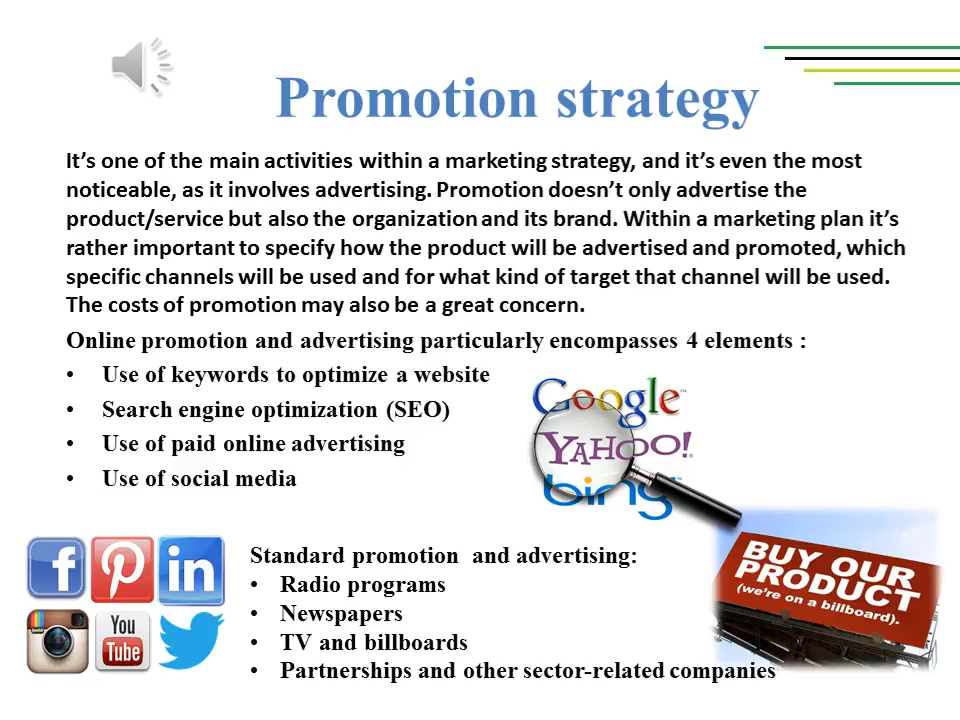 Promotion strategy
It’s one of the main activities within a marketing strategy, and it’s even the most
noticeable, as it involves advertising. Promotion doesn’t only advertise the
product/service but also the organization and its brand. Within a marketing plan it’s
rather important to specify how the product will be advertised and promoted, which
specific channels will be used and for what kind of target that channel will be used.
The costs of promotion may also be a great concern.
Online promotion and advertising particularly encompasses 4 elements :
• Use of keywords to optimize a website
• Search engine optimization (SEO)
• Use of paid online advertising
• Use of social media
Google™
YAHOO!
bing™
Standard promotion and advertising:
• Radio programs
• Newspapers
• TV and billboards
• Partnerships and other sector-related companies
f
in
You
Tube
BUY OUR
PRODUCT
(we're on a billboard).